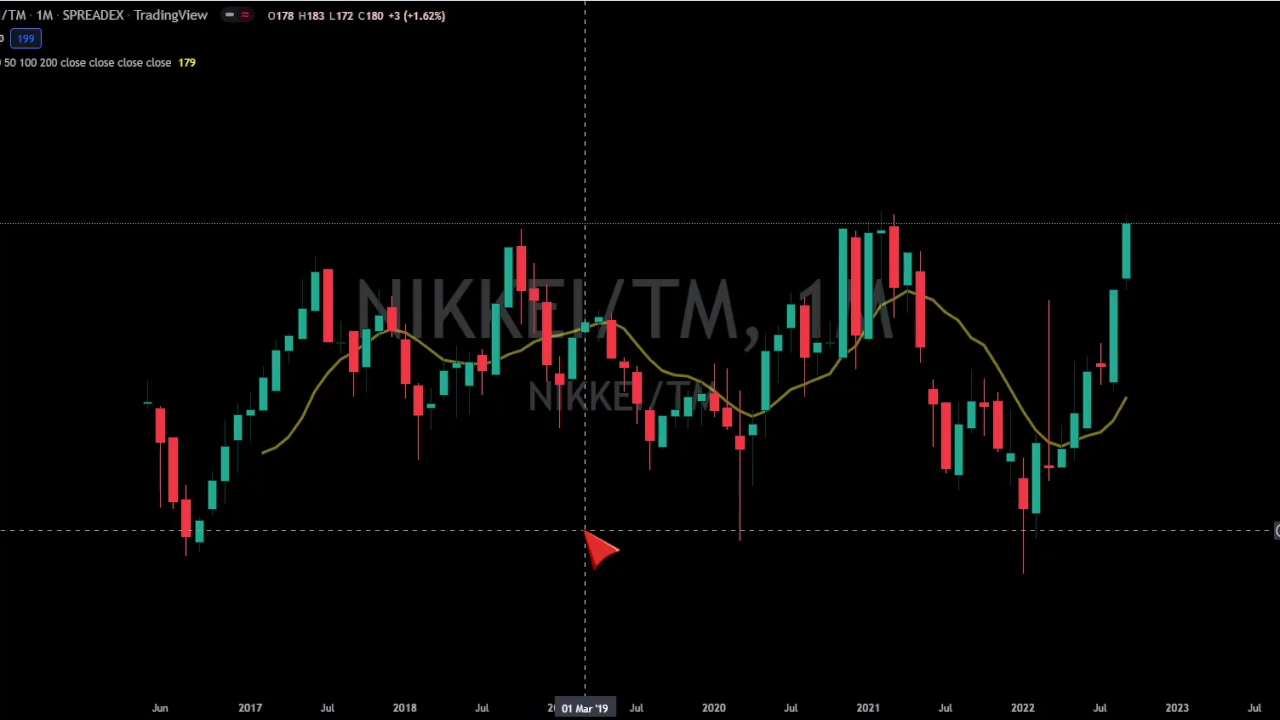 /TM · 1M · SPREADEX · TradingView O178 H183 L172 C180 +3 (+1.62%)
0 199
50 100 200 close close close close 179
NIKKEI/TM, 1M
NIKKEI/TM
Jun 2017 Jul 2018 Jul 01 Mar '19 Jul 2020 Jul 2021 Jul 2022 Jul 2023 Jul